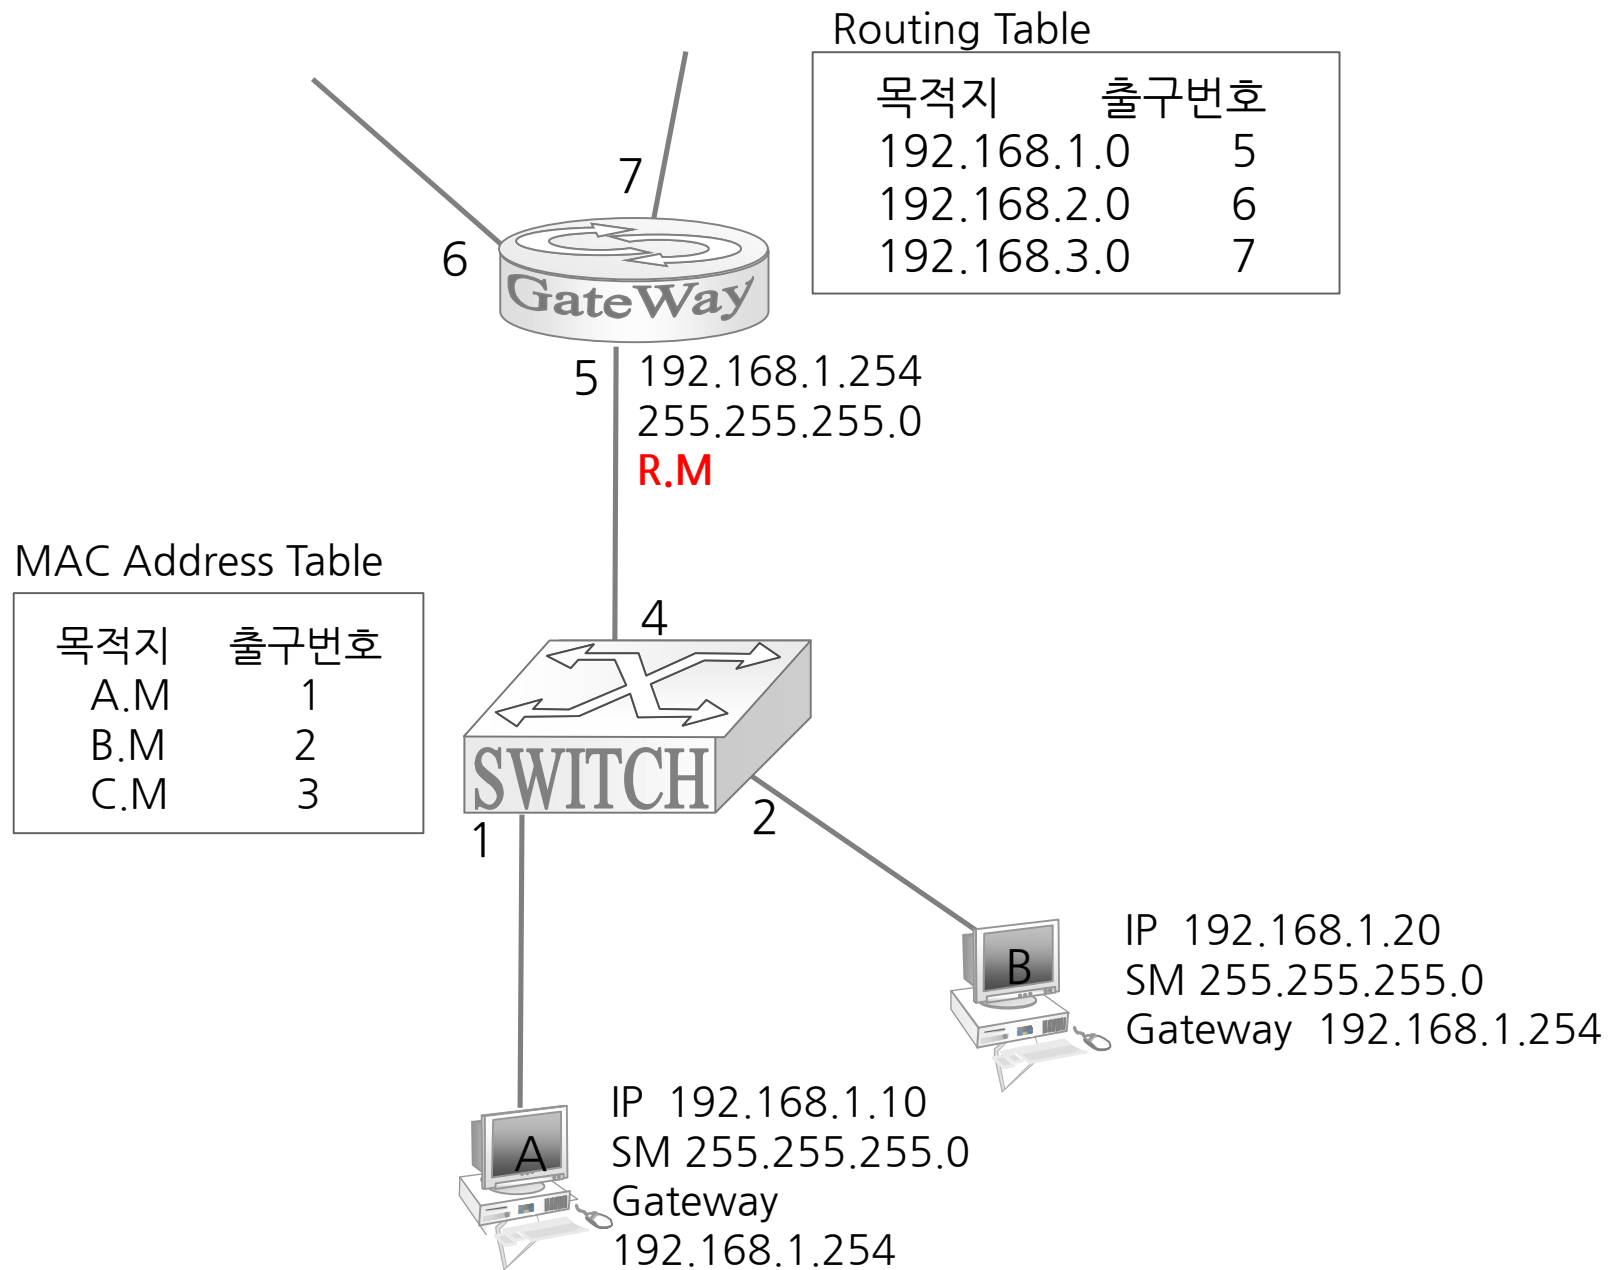 Routing Table
목적지 출구번호
192.168.1.0 5
192.168.2.0 6
192.168.3.0 7
7
6
GateWay
5
192.168.1.254
255.255.255.0
R.M
MAC Address Table
목적지 출구번호
A.M 1
B.M 2
C.M 3
4
SWITCH
1
2
B
IP 192.168.1.20
SM 255.255.255.0
Gateway 192.168.1.254
A
IP 192.168.1.10
SM 255.255.255.0
Gateway
192.168.1.254